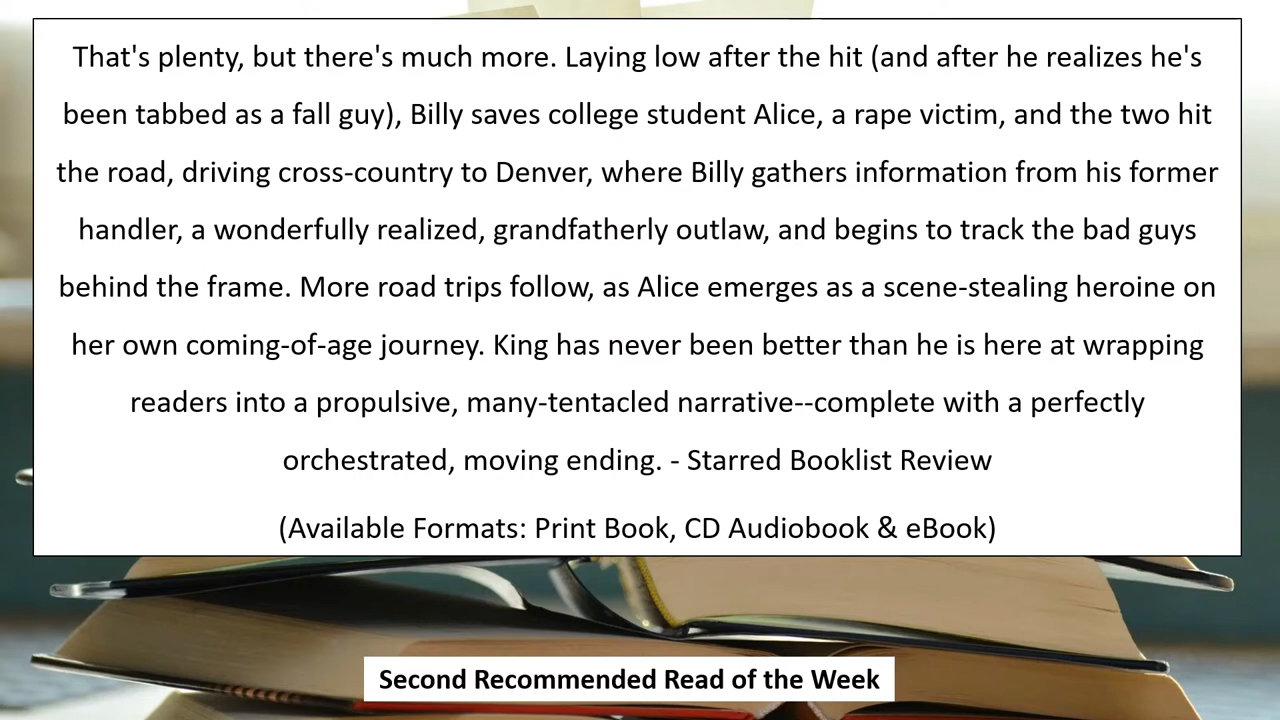 That's plenty, but there's much more. Laying low after the hit (and after he realizes he's
been tabbed as a fall guy), Billy saves college student Alice, a rape victim, and the two hit
the road, driving cross-country to Denver, where Billy gathers information from his former
handler, a wonderfully realized, grandfatherly outlaw, and begins to track the bad guys
behind the frame. More road trips follow, as Alice emerges as a scene-stealing heroine on
her own coming-of-age journey. King has never been better than he is here at wrapping
readers into a propulsive, many-tentacled narrative--complete with a perfectly
orchestrated, moving ending. - Starred Booklist Review
(Available Formats: Print Book, CD Audiobook & eBook)
Second Recommended Read of the Week